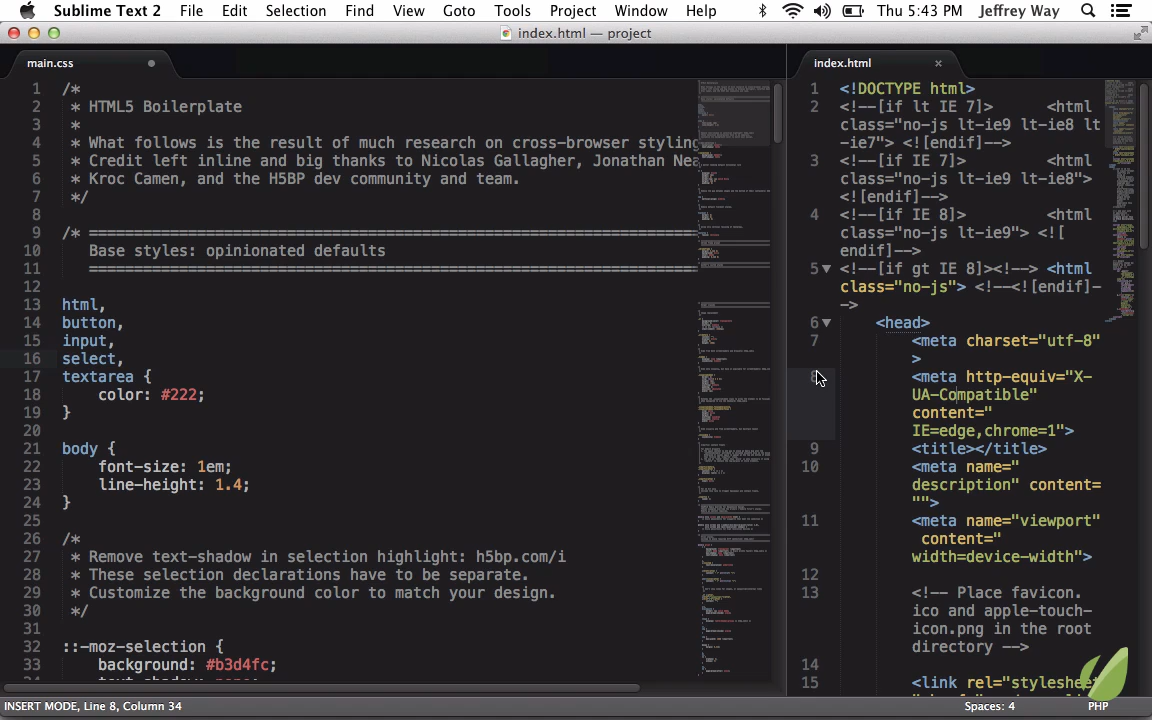 Sublime Text 2 File Edit Selection Find View Goto Tools Project Window Help Thu 5:43 PM Jeffrey Way
index.html — project
main.css
1 /*
2 * HTML5 Boilerplate
3 *
4 * What follows is the result of much research on cross-browser styling
5 * Credit left inline and big thanks to Nicolas Gallagher, Jonathan Nea
6 * Kroc Camen, and the H5BP dev community and team.
7 */
8
9 /* ====================================================================
10 Base styles: opinionated defaults
11 ====================================================================
12
13 html,
14 button,
15 input,
16 select,
17 textarea {
18 color: #222;
19 }
20
21 body {
22 font-size: 1em;
23 line-height: 1.4;
24 }
25
26 /*
27 * Remove text-shadow in selection highlight: h5bp.com/i
28 * These selection declarations have to be separate.
29 * Customize the background color to match your design.
30 */
31
32 ::-moz-selection {
33 background: #b3d4fc;
index.html
1 <!DOCTYPE html>
2 <!--[if lt IE 7]> <html
class="no-js lt-ie9 lt-ie8 lt
-ie7"> <![endif]-->
3 <!--[if IE 7]> <html
class="no-js lt-ie9 lt-ie8">
<![endif]-->
4 <!--[if IE 8]> <html
class="no-js lt-ie9"> <![
endif]-->
5 <!--[if gt IE 8]><!--> <html
class="no-js"> <!--<![endif]-
->
6 <head>
7 <meta charset="utf-8"
>
8 <meta http-equiv="X-
UA-Compatible"
content="
IE=edge,chrome=1">
9 <title></title>
10 <meta name="
description" content=
"">
11 <meta name="viewport"
content="
width=device-width">
12
13 <!-- Place favicon.
ico and apple-touch-
icon.png in the root
directory -->
14
15 <link rel="stylesheet
INSERT MODE, Line 8, Column 34 Spaces: 4 PHP